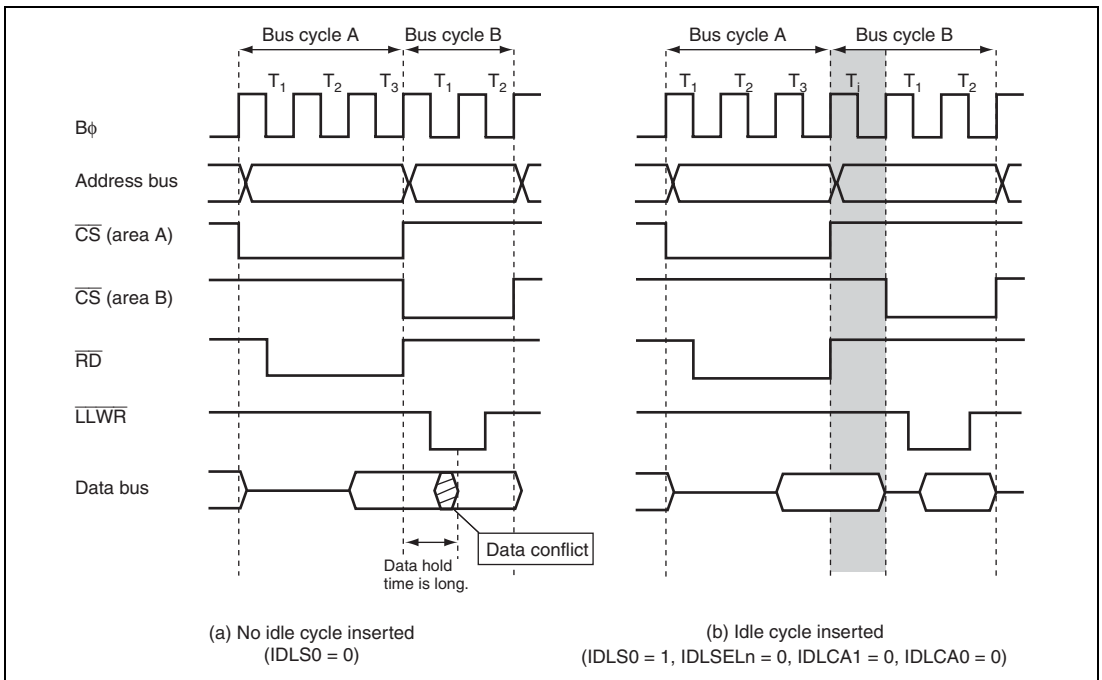 Bus cycle A Bus cycle B Bus cycle A Bus cycle B
T1 T2 T3 T1 T2 T1 T2 T3 Ti T1 T2
Bϕ
Address bus
CS (area A)
CS (area B)
RD
LLWR
Data bus
Data conflict
Data hold
time is long.
(a) No idle cycle inserted
(IDLS0 = 0)
(b) Idle cycle inserted
(IDLS0 = 1, IDLSELn = 0, IDLCA1 = 0, IDLCA0 = 0)